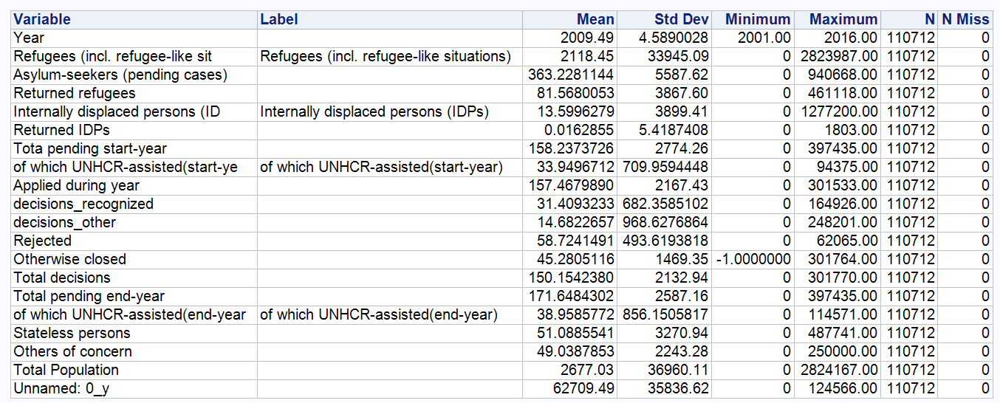 Variable Label Mean Std Dev Minimum Maximum N N Miss
Year 2009.49 4.5890028 2001.00 2016.00 110712 0
Refugees (incl. refugee-like sit Refugees (incl. refugee-like situations) 2118.45 33945.09 0 2823987.00 110712 0
Asylum-seekers (pending cases) 363.2281144 5587.62 0 940668.00 110712 0
Returned refugees 81.5680053 3867.60 0 461118.00 110712 0
Internally displaced persons (ID Internally displaced persons (IDPs) 13.5996279 3899.41 0 1277200.00 110712 0
Returned IDPs 0.0162855 5.4187408 0 1803.00 110712 0
Tota pending start-year 158.2373726 2774.26 0 397435.00 110712 0
of which UNHCR-assisted(start-ye of which UNHCR-assisted(start-year) 33.9496712 709.9594448 0 94375.00 110712 0
Applied during year 157.4679890 2167.43 0 301533.00 110712 0
decisions_recognized 31.4093233 682.3585102 0 164926.00 110712 0
decisions_other 14.6822657 968.6276864 0 248201.00 110712 0
Rejected 58.7241491 493.6193818 0 62065.00 110712 0
Otherwise closed 45.2805116 1469.35 -1.0000000 301764.00 110712 0
Total decisions 150.1542380 2132.94 0 301770.00 110712 0
Total pending end-year 171.6484302 2587.16 0 397435.00 110712 0
of which UNHCR-assisted(end-year of which UNHCR-assisted(end-year) 38.9585772 856.1505817 0 114571.00 110712 0
Stateless persons 51.0885541 3270.94 0 487741.00 110712 0
Others of concern 49.0387853 2243.28 0 250000.00 110712 0
Total Population 2677.03 36960.11 0 2824167.00 110712 0
Unnamed: 0_y 62709.49 35836.62 0 124566.00 110712 0